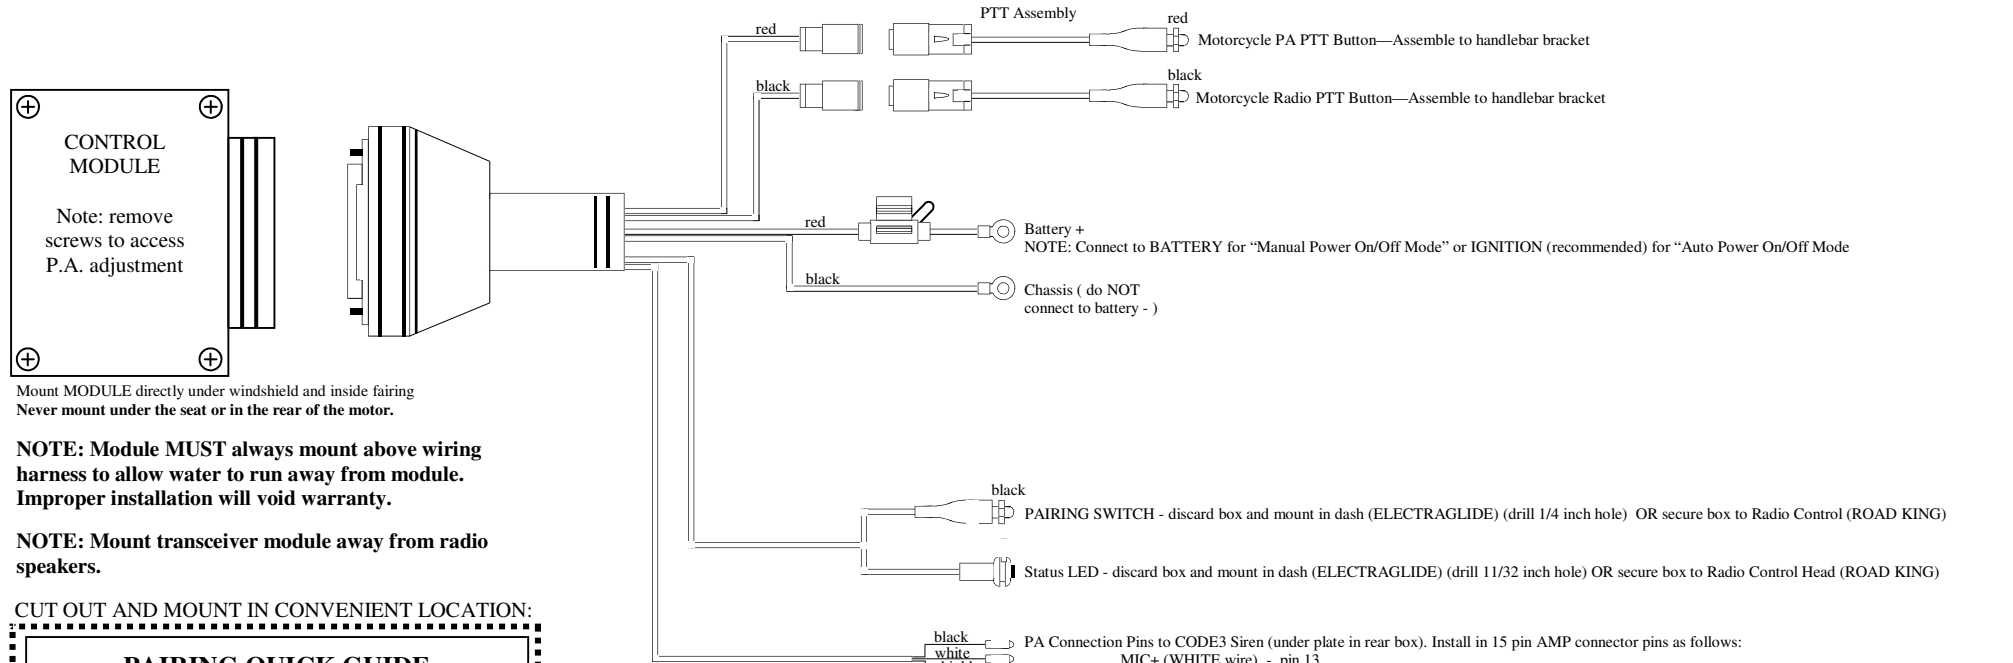 PTT Assembly
red
red
Motorcycle PA PTT Button—Assemble to handlebar bracket
black
black
Motorcycle Radio PTT Button—Assemble to handlebar bracket
CONTROL
MODULE
Note: remove
screws to access
P.A. adjustment
red
Battery +
NOTE: Connect to BATTERY for “Manual Power On/Off Mode” or IGNITION (recommended) for “Auto Power On/Off Mode
black
Chassis ( do NOT
connect to battery - )
Mount MODULE directly under windshield and inside fairing
Never mount under the seat or in the rear of the motor.
NOTE: Module MUST always mount above wiring
harness to allow water to run away from module.
Improper installation will void warranty.
NOTE: Mount transceiver module away from radio
speakers.
black
PAIRING SWITCH - discard box and mount in dash (ELECTRAGLIDE) (drill 1/4 inch hole)  OR secure box to Radio Control (ROAD KING)
Status LED - discard box and mount in dash (ELECTRAGLIDE) (drill 11/32 inch hole) OR secure box to Radio Control Head (ROAD KING)
CUT OUT AND MOUNT IN CONVENIENT LOCATION:
PAIRING QUICK GUIDE
black
PA Connection Pins to CODE3 Siren (under plate in rear box). Install in 15 pin AMP connector pins as follows:
white
MIC+ (WHITE wire)  -  pin 13